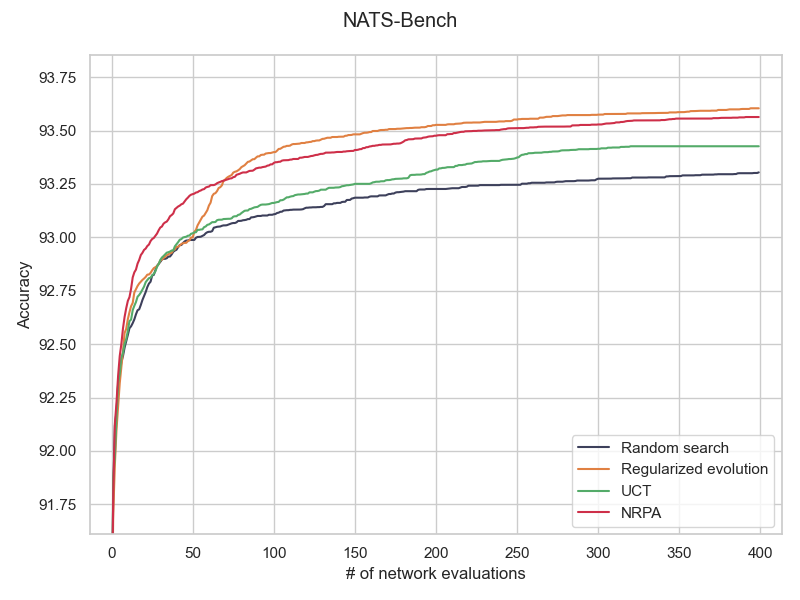 NATS-Bench
93.75
93.50
93.25
93.00
92.75
92.50
92.25
92.00
91.75
Accuracy
Random search
Regularized evolution
UCT
NRPA
0 50 100 150 200 250 300 350 400
# of network evaluations